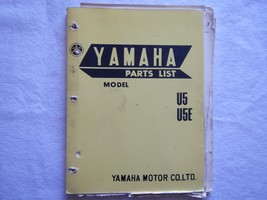 YAMAHA
PARTS LIST
MODEL
U5
U5E
YAMAHA MOTOR CO., LTD.